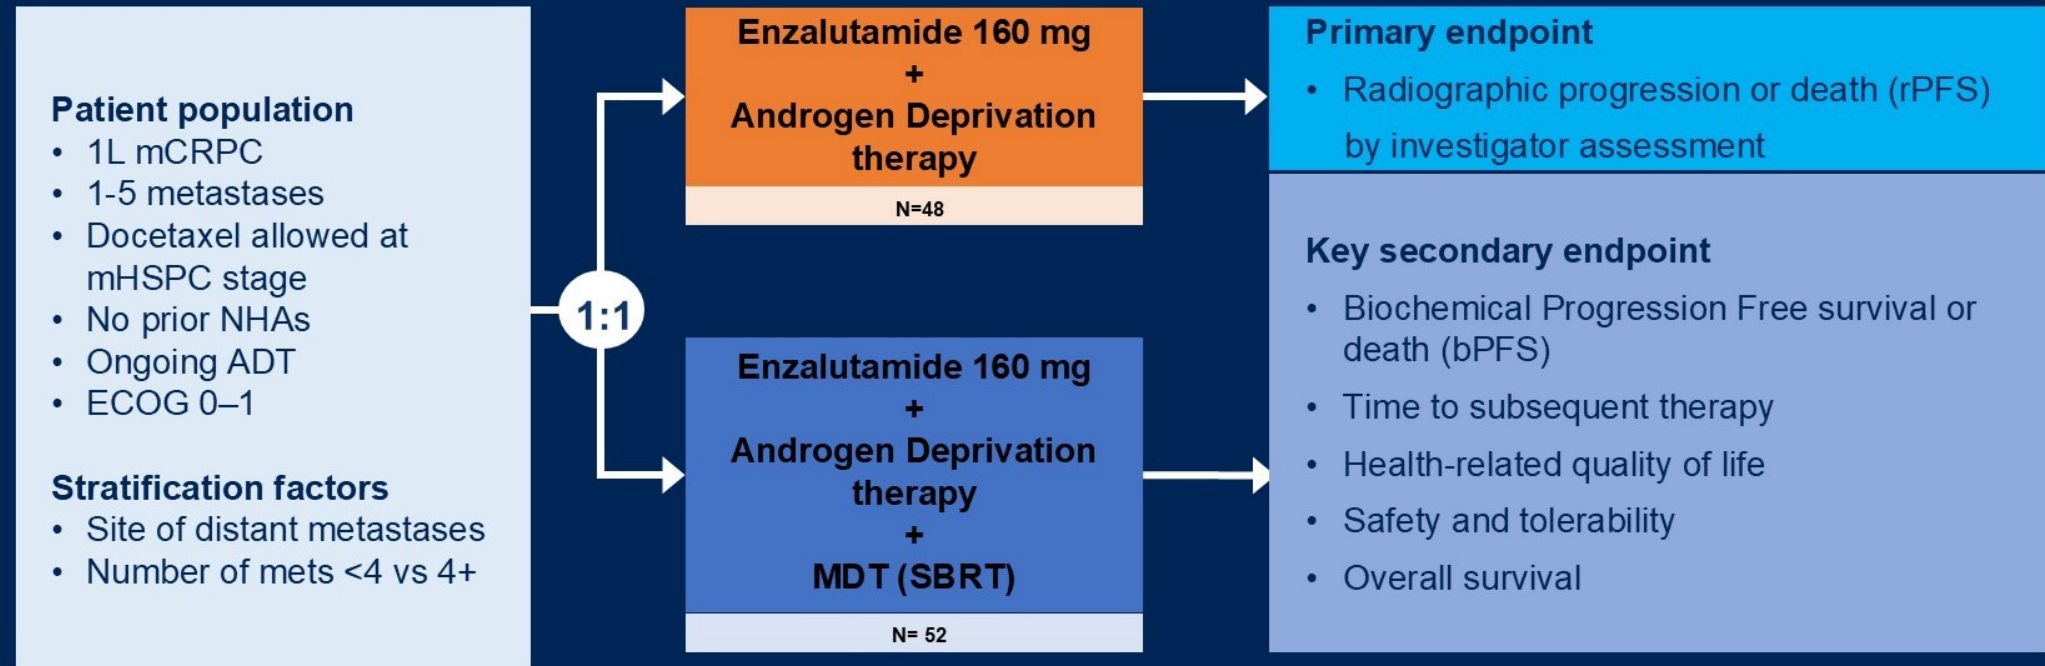 Patient population
• 1L mCRPC
• 1-5 metastases
• Docetaxel allowed at
mHSPC stage
• No prior NHAs
• Ongoing ADT
• ECOG 0–1
Stratification factors
• Site of distant metastases
• Number of mets <4 vs 4+
1:1
Enzalutamide 160 mg
+
Androgen Deprivation
therapy
N=48
Enzalutamide 160 mg
+
Androgen Deprivation
therapy
+
MDT (SBRT)
N= 52
Primary endpoint
• Radiographic progression or death (rPFS)
by investigator assessment
Key secondary endpoint
• Biochemical Progression Free survival or
death (bPFS)
• Time to subsequent therapy
• Health-related quality of life
• Safety and tolerability
• Overall survival